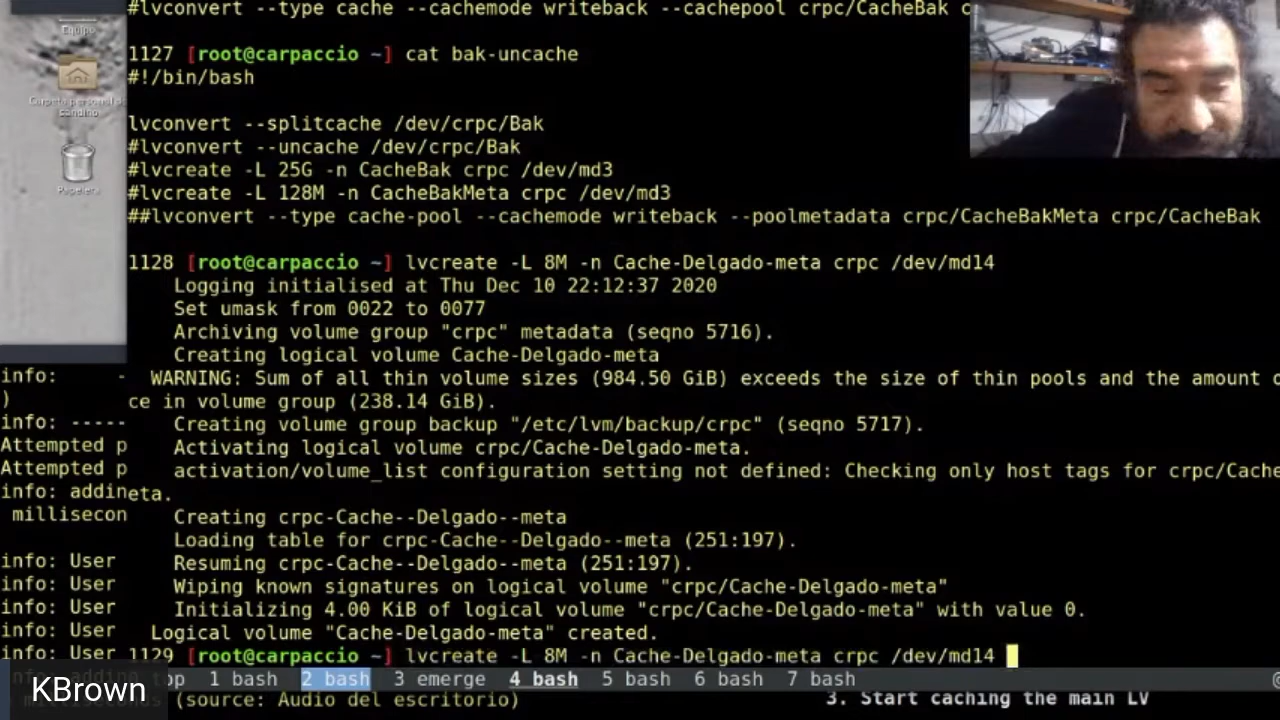 #lvconvert --type cache --cachemode writeback --cachepool crpc/CacheBak c
Equipo
1127 [root@carpaccio ~] cat bak-uncache
#!/bin/bash
Carpeta personal de
sandino
lvconvert --splitcache /dev/crpc/Bak
#lvconvert --uncache /dev/crpc/Bak
#lvcreate -L 25G -n CacheBak crpc /dev/md3
Papelera
#lvcreate -L 128M -n CacheBakMeta crpc /dev/md3
##lvconvert --type cache-pool --cachemode writeback --poolmetadata crpc/CacheBakMeta crpc/CacheBak
1128 [root@carpaccio ~] lvcreate -L 8M -n Cache-Delgado-meta crpc /dev/md14
Logging initialised at Thu Dec 10 22:12:37 2020
Set umask from 0022 to 0077
Archiving volume group "crpc" metadata (seqno 5716).
Creating logical volume Cache-Delgado-meta
info: - WARNING: Sum of all thin volume sizes (984.50 GiB) exceeds the size of thin pools and the amount o
) ce in volume group (238.14 GiB).
info: ----- Creating volume group backup "/etc/lvm/backup/crpc" (seqno 5717).
Attempted p Activating logical volume crpc/Cache-Delgado-meta.
Attempted p activation/volume_list configuration setting not defined: Checking only host tags for crpc/Cache
info: addin eta.
millisecon
Creating crpc-Cache--Delgado--meta
Loading table for crpc-Cache--Delgado--meta (251:197).
info: User Resuming crpc-Cache--Delgado--meta (251:197).
info: User Wiping known signatures on logical volume "crpc/Cache-Delgado-meta"
info: User Initializing 4.00 KiB of logical volume "crpc/Cache-Delgado-meta" with value 0.
info: User Logical volume "Cache-Delgado-meta" created.
info: User 1129 [root@carpaccio ~] lvcreate -L 8M -n Cache-Delgado-meta crpc /dev/md14
op 1 bash 2 bash 3 emerge 4 bash 5 bash 6 bash 7 bash
KBrown
(source: Audio del escritorio) 3. Start caching the main LV